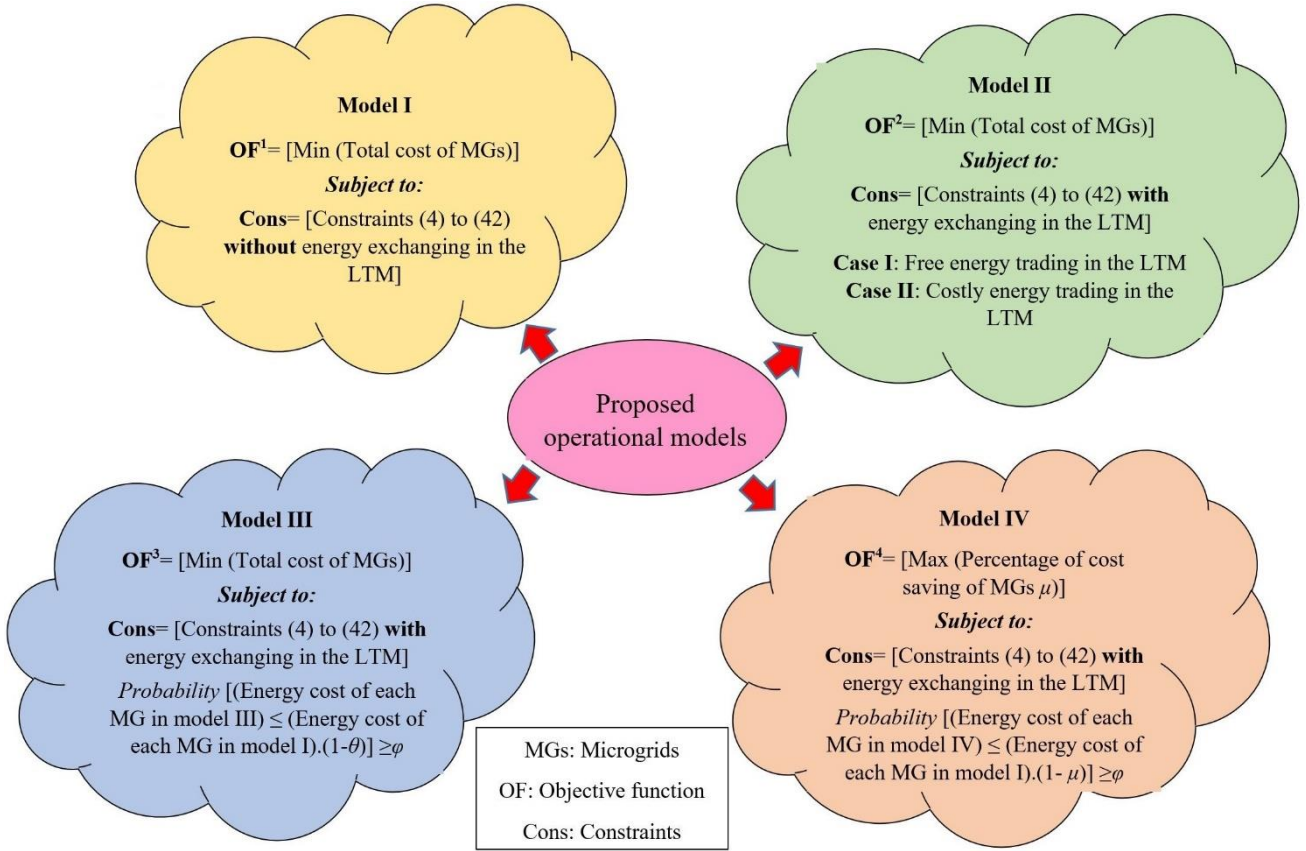 Model I
OF¹= [Min (Total cost of MGs)]
Subject to:
Cons= [Constraints (4) to (42)
without energy exchanging in the
LTM]
Model II
OF²= [Min (Total cost of MGs)]
Subject to:
Cons= [Constraints (4) to (42) with
energy exchanging in the LTM]
Case I: Free energy trading in the LTM
Case II: Costly energy trading in the
LTM
Proposed
operational models
Model III
OF³= [Min (Total cost of MGs)]
Subject to:
Cons= [Constraints (4) to (42) with
energy exchanging in the LTM]
Probability [(Energy cost of each
MG in model III) ≤ (Energy cost of
each MG in model I).(1-θ)] ≥φ
Model IV
OF⁴= [Max (Percentage of cost
saving of MGs μ)]
Subject to:
Cons= [Constraints (4) to (42) with
energy exchanging in the LTM]
Probability [(Energy cost of each
MG in model IV) ≤ (Energy cost of
each MG in model I).(1- μ)] ≥φ
MGs: Microgrids
OF: Objective function
Cons: Constraints